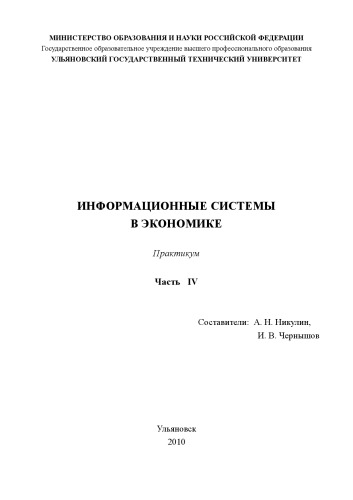 МИНИСТЕРСТВО ОБРАЗОВАНИЯ И НАУКИ РОССИЙСКОЙ ФЕДЕРАЦИИ
Государственное образовательное учреждение высшего профессионального образования
УЛЬЯНОВСКИЙ ГОСУДАРСТВЕННЫЙ ТЕХНИЧЕСКИЙ УНИВЕРСИТЕТ
ИНФОРМАЦИОННЫЕ СИСТЕМЫ
В ЭКОНОМИКЕ
Практикум
Часть IV
Составители: А. Н. Никулин,
И. В. Чернышов
Ульяновск
2010